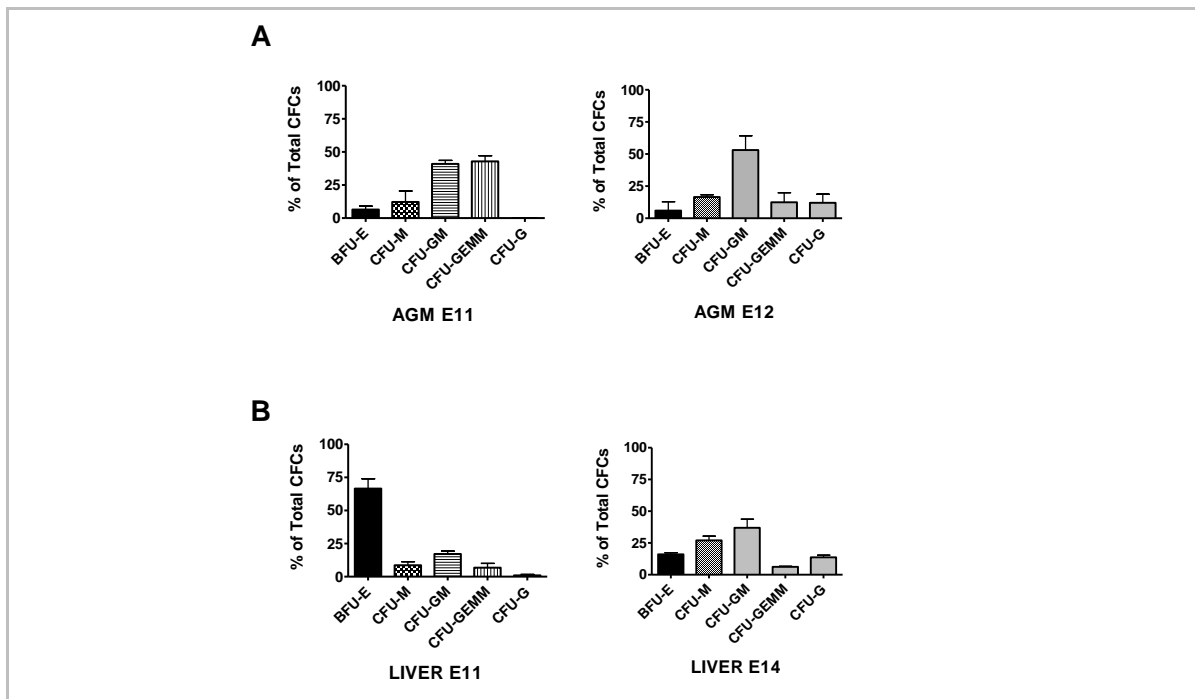 A
% of Total CFCs
100
75
50
25
0
BFU-E
CFU-M
CFU-GM
CFU-GEMM
CFU-G
AGM E11
% of Total CFCs
100
75
50
25
0
BFU-E
CFU-M
CFU-GM
CFU-GEMM
CFU-G
AGM E12
B
% of Total CFCs
100
75
50
25
0
BFU-E
CFU-M
CFU-GM
CFU-GEMM
CFU-G
LIVER E11
% of Total CFCs
100
75
50
25
0
BFU-E
CFU-M
CFU-GM
CFU-GEMM
CFU-G
LIVER E14